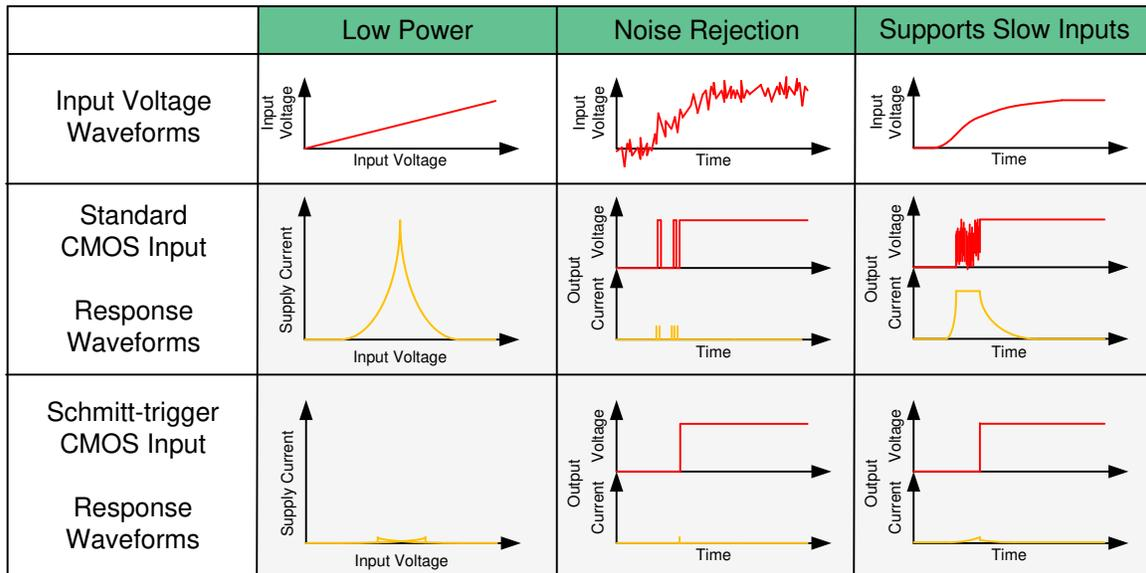 Low Power
Noise Rejection
Supports Slow Inputs
Input Voltage
Waveforms
Input
Voltage
Input Voltage
Input
Voltage
Time
Input
Voltage
Time
Standard
CMOS Input
Response
Waveforms
Supply Current
Input Voltage
Output
Voltage
Current
Time
Output
Voltage
Current
Time
Schmitt-trigger
CMOS Input
Response
Waveforms
Supply Current
Input Voltage
Output
Voltage
Current
Time
Output
Voltage
Current
Time